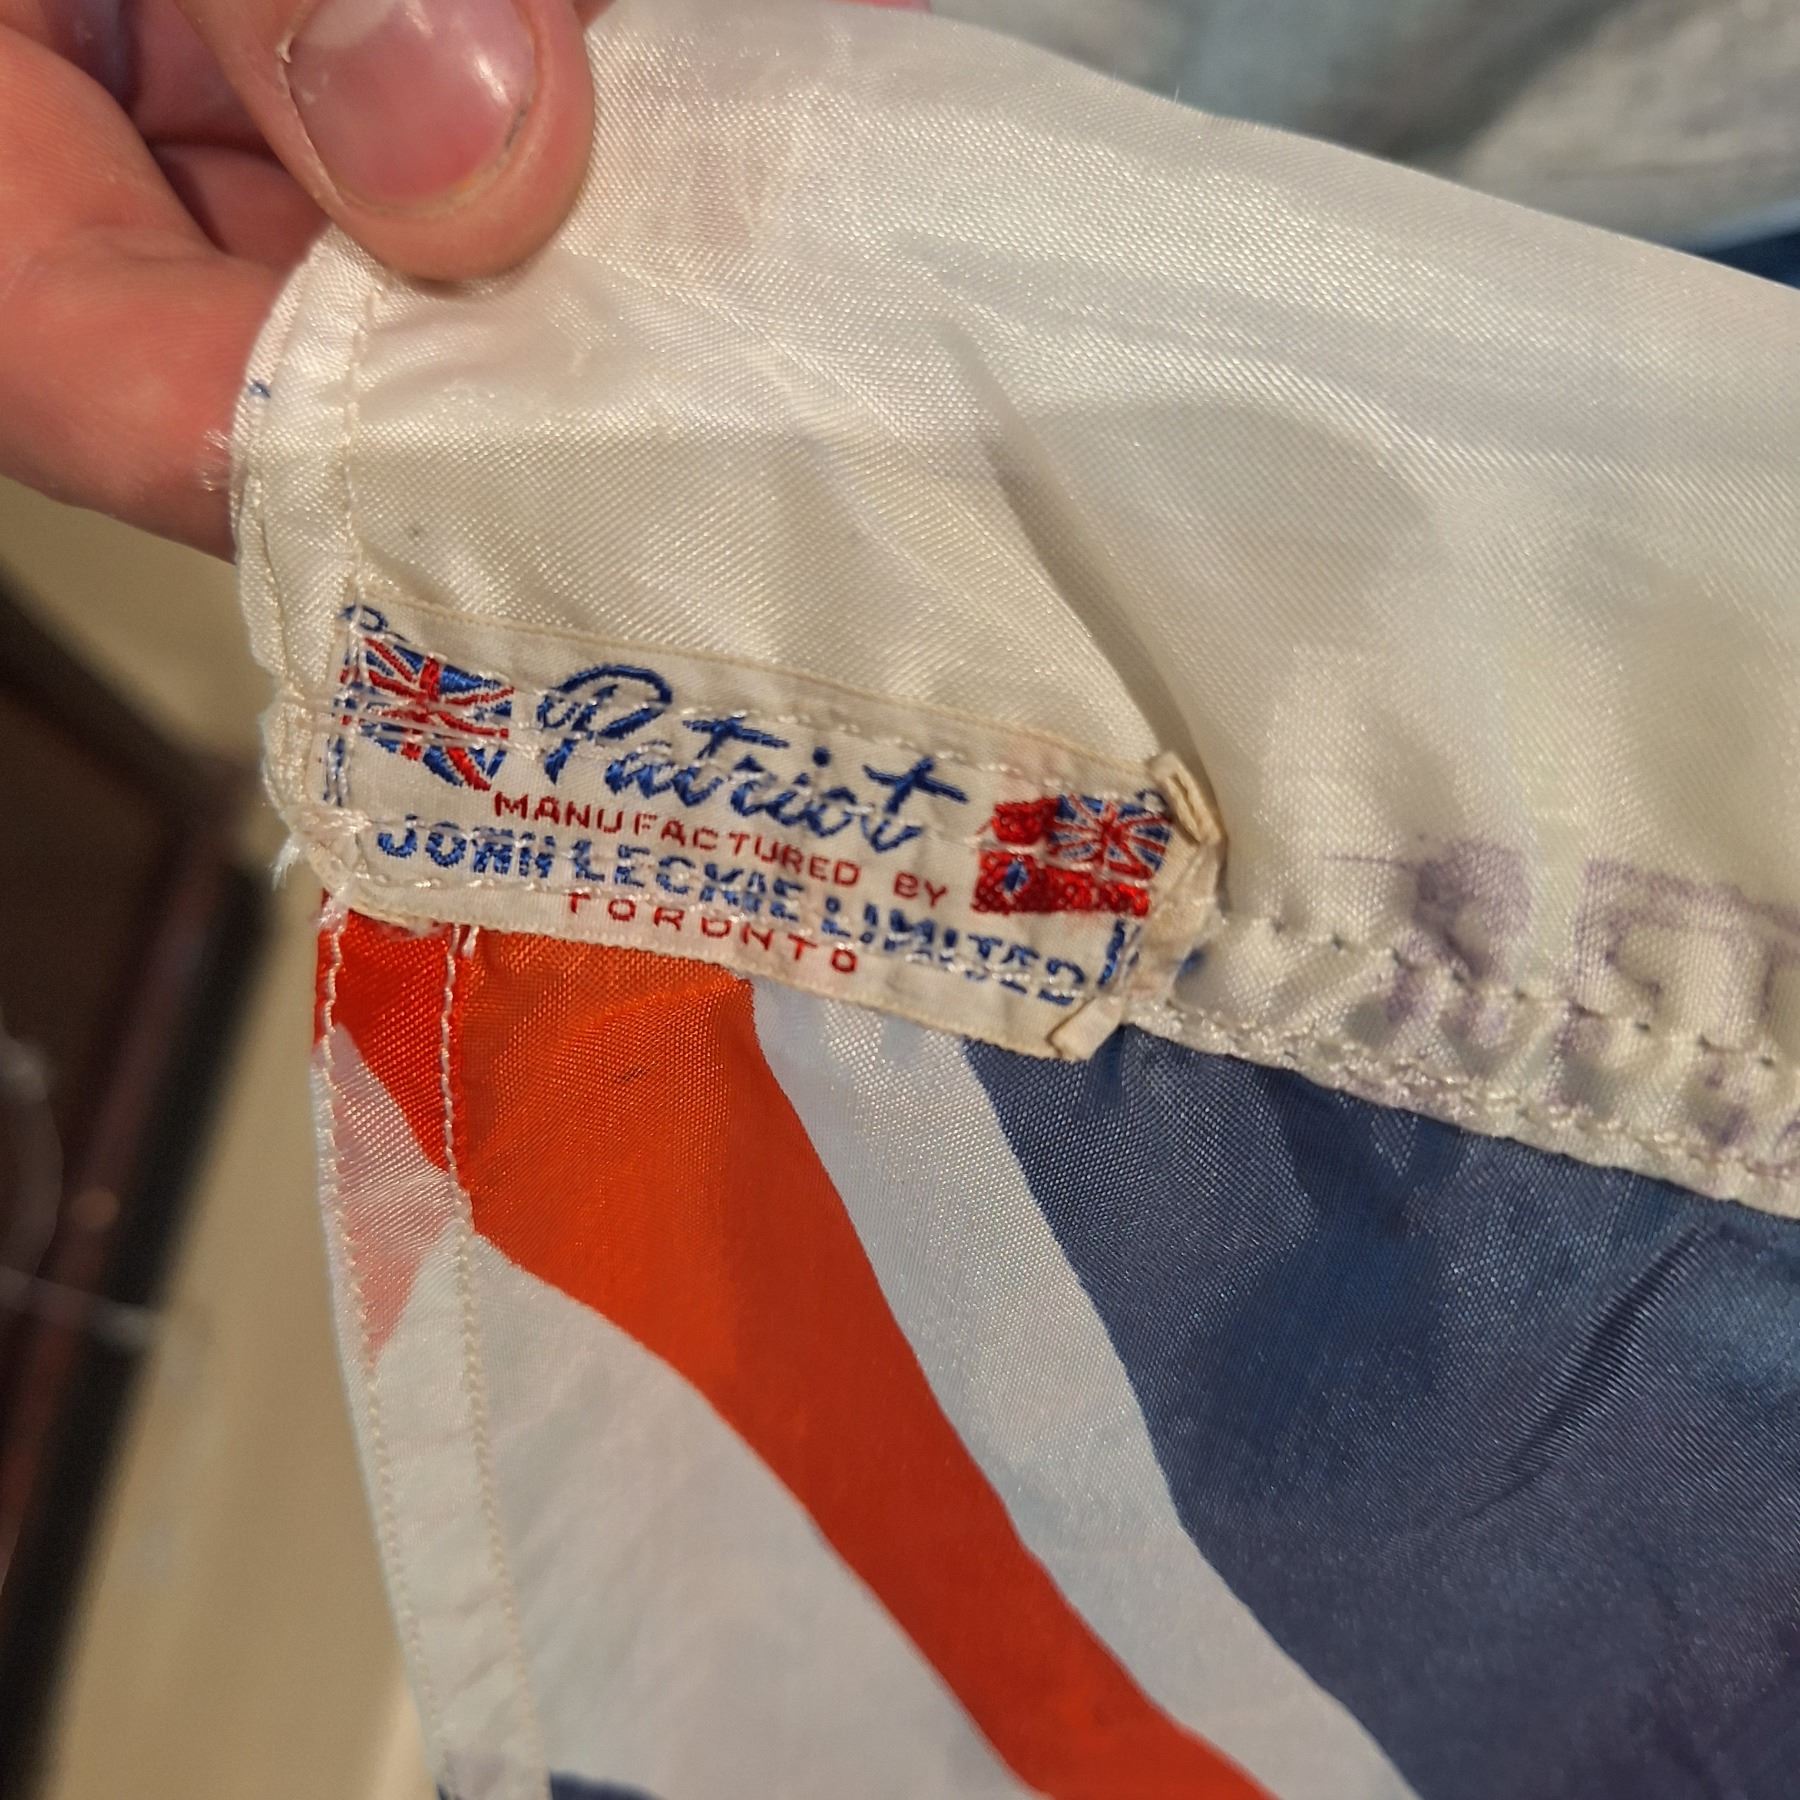 Patriot
MANUFACTURED BY
JOHN LECKIE LIMITED
TORONTO